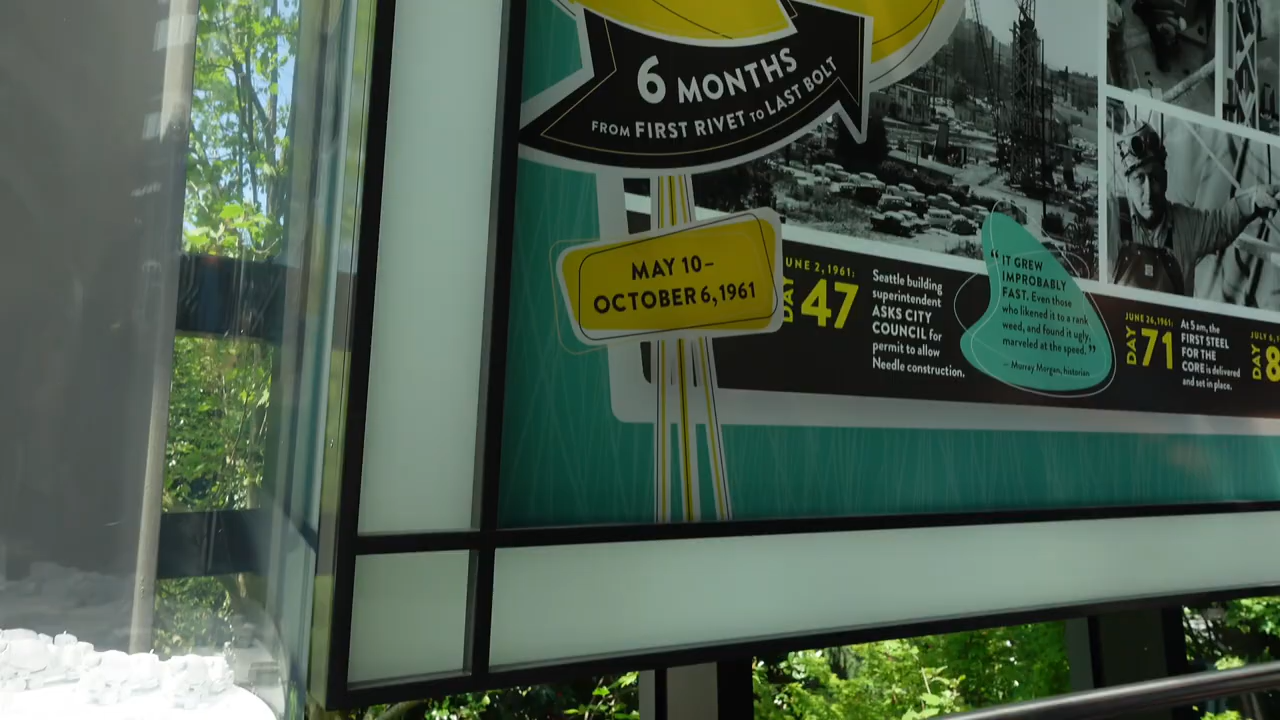 6 MONTHS
FROM FIRST RIVET TO LAST BOLT
MAY 10–
OCTOBER 6, 1961
JUNE 2, 1961:
DAY 47
Seattle building
superintendent
ASKS CITY
COUNCIL for
permit to allow
Needle construction.
“IT GREW
IMPROBABLY
FAST. Even those
who likened it to a rank
weed, and found it ugly,
marveled at the speed.”
— Murray Morgan, historian
JUNE 26, 1961:
DAY 71
At 5 am, the
FIRST STEEL
FOR THE
CORE is delivered
and set in place.
DAY 8